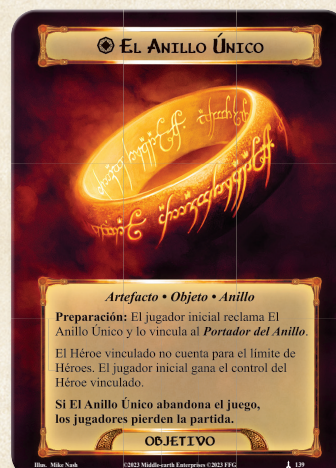 El Anillo Único
Artefacto • Objeto • Anillo
Preparación: El jugador inicial reclama El
Anillo Único y lo vincula al Portador del Anillo.
El Héroe vinculado no cuenta para el límite de
Héroes. El jugador inicial gana el control del
Héroe vinculado.
Si El Anillo Único abandona el juego,
los jugadores pierden la partida.
OBJETIVO
Illus. Mike Nash ©2023 Middle-earth Enterprises ©2023 FFG 139